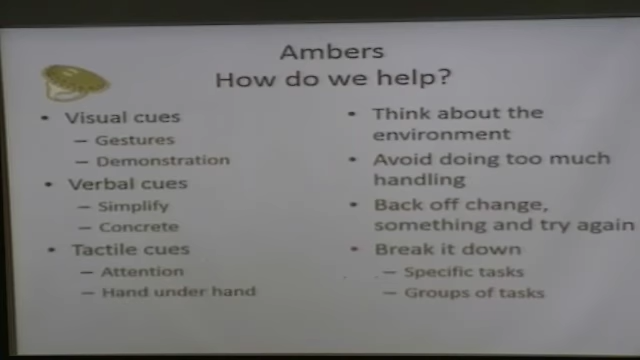 Ambers
How do we help?
• Visual cues
– Gestures
– Demonstration
• Verbal cues
– Simplify
– Concrete
• Tactile cues
– Attention
– Hand under hand
• Think about the
environment
• Avoid doing too much
handling
• Back off change,
something and try again
• Break it down
– Specific tasks
– Groups of tasks